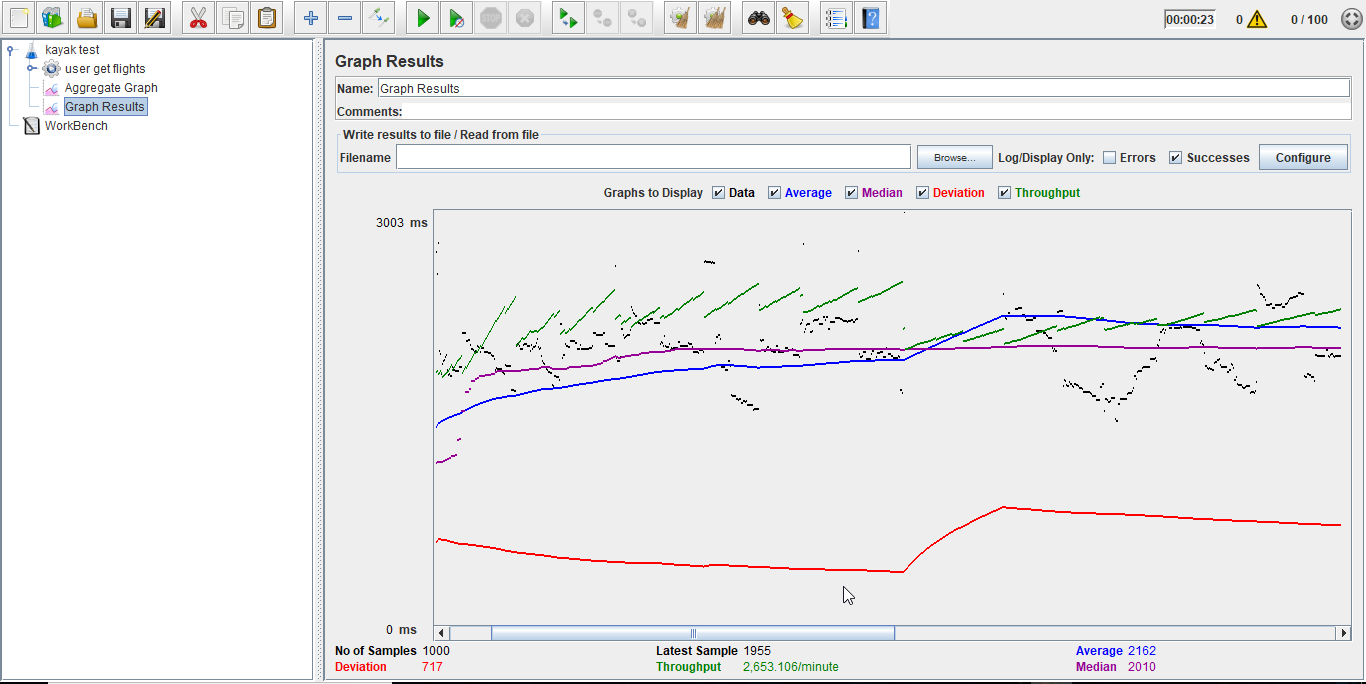 STOP
00:00:23 0 0 / 100
kayak test
user get flights
Aggregate Graph
Graph Results
WorkBench
Graph Results
Name: Graph Results
Comments:
Write results to file / Read from file
Filename Browse... Log/Display Only: Errors Successes Configure
Graphs to Display Data Average Median Deviation Throughput
3003 ms
0 ms
No of Samples 1000 Latest Sample 1955 Average 2162
Deviation 717 Throughput 2,653.106/minute Median 2010